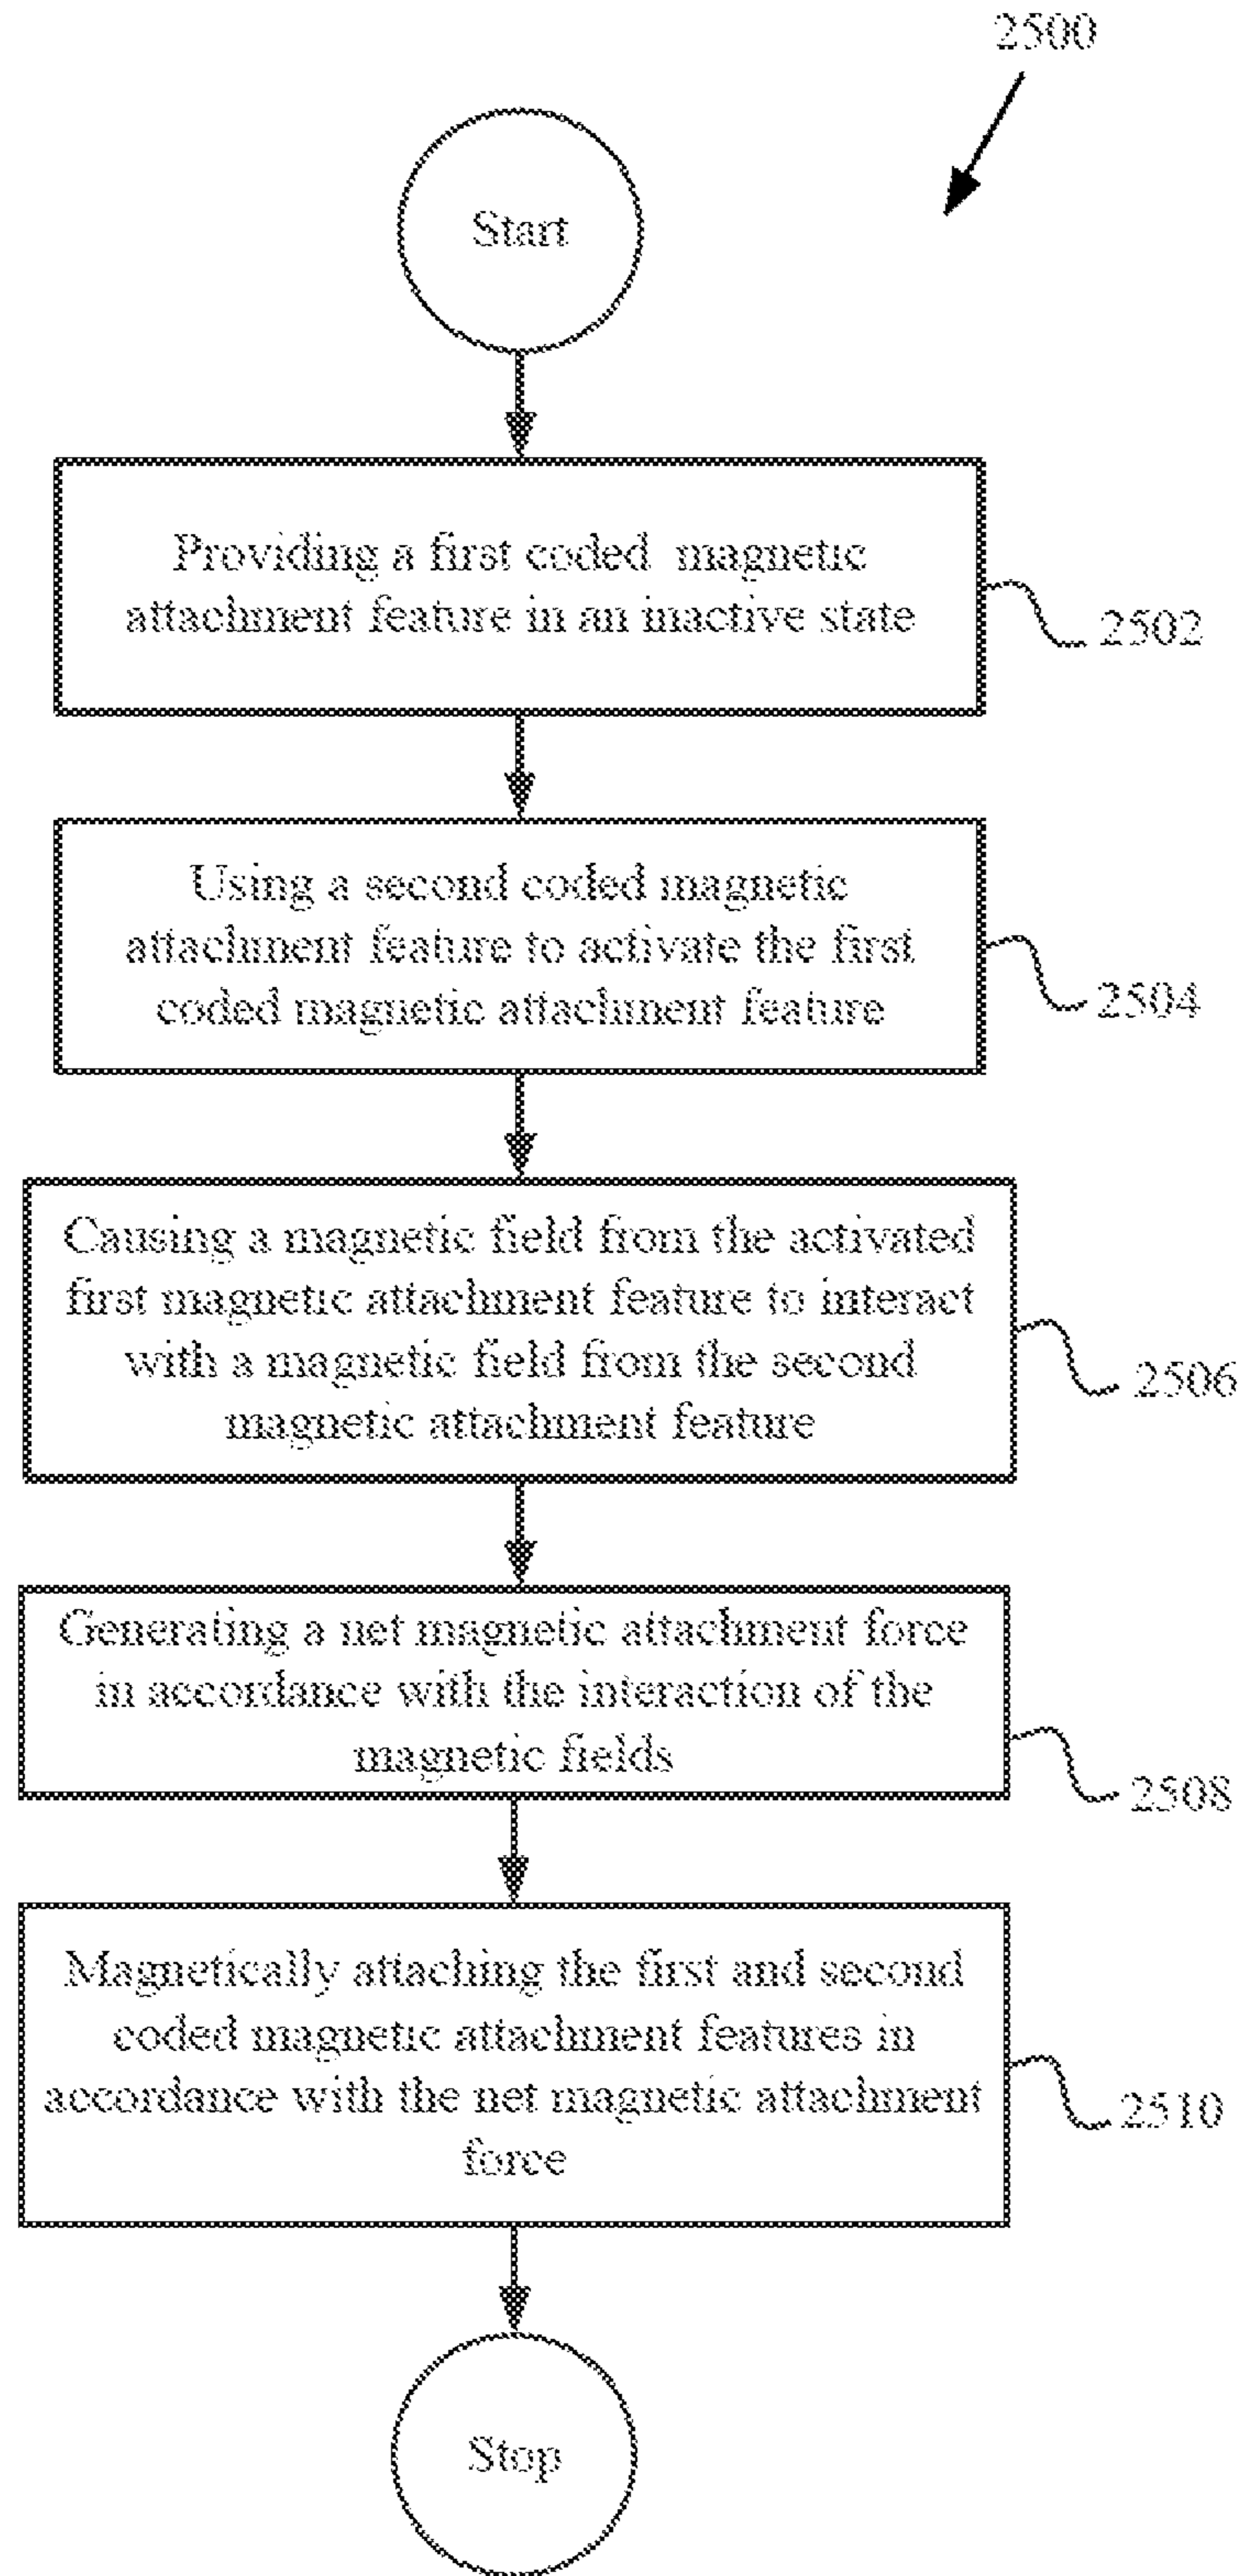 2500
Start
Providing a first coded magnetic
attachment feature in an inactive state
2502
Using a second coded magnetic
attachment feature to activate the first
coded magnetic attachment feature
2504
Causing a magnetic field from the activated
first magnetic attachment feature to interact
with a magnetic field from the second
magnetic attachment feature
2506
Generating a net magnetic attachment force
in accordance with the interaction of the
magnetic fields
2508
Magnetically attaching the first and second
coded magnetic attachment features in
accordance with the net magnetic attachment
force
2510
Stop